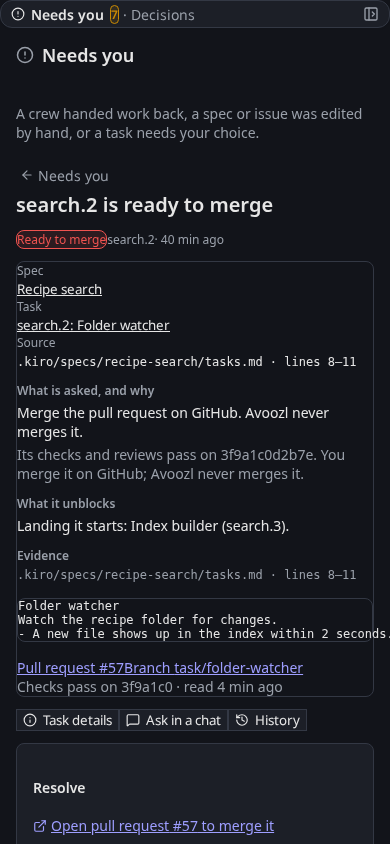 Needs you 7 · Decisions
Needs you
A crew handed work back, a spec or issue was edited
by hand, or a task needs your choice.
Needs you
search.2 is ready to merge
Ready to merge search.2 · 40 min ago
Spec
Recipe search
Task
search.2: Folder watcher
Source
.kiro/specs/recipe-search/tasks.md · lines 8–11
What is asked, and why
Merge the pull request on GitHub. Avoozl never
merges it.
Its checks and reviews pass on 3f9a1c0d2b7e. You
merge it on GitHub; Avoozl never merges it.
What it unblocks
Landing it starts: Index builder (search.3).
Evidence
.kiro/specs/recipe-search/tasks.md · lines 8–11
Folder watcher
Watch the recipe folder for changes.
- A new file shows up in the index within 2 seconds.
Pull request #57Branch task/folder-watcher
Checks pass on 3f9a1c0 · read 4 min ago
Task details Ask in a chat History
Resolve
Open pull request #57 to merge it